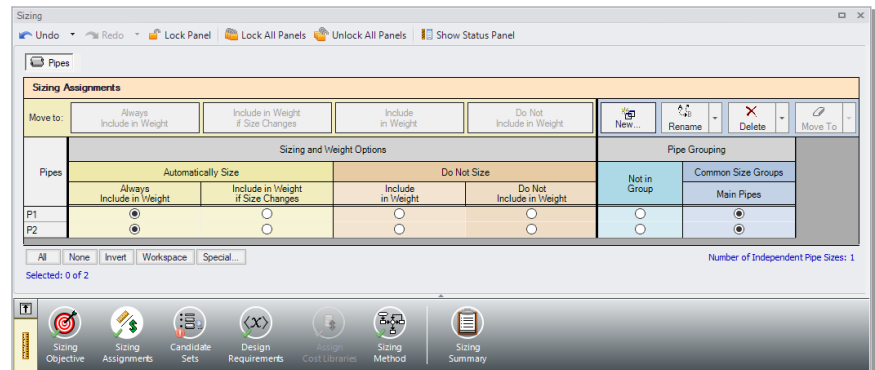 Sizing
Undo Redo Lock Panel Lock All Panels Unlock All Panels Show Status Panel
Pipes
Sizing Assignments
Move to:
Always
Include in Weight
Include in Weight
if Size Changes
Include
in Weight
Do Not
Include in Weight
New...
Rename
Delete
Move To
Pipes
Sizing and Weight Options
Pipe Grouping
Automatically Size
Do Not Size
Not in
Group
Common Size Groups
Always
Include in Weight
Include in Weight
if Size Changes
Include
in Weight
Do Not
Include in Weight
Main Pipes
P1
P2
All None Invert Workspace Special...
Number of Independent Pipe Sizes: 1
Selected: 0 of 2
Sizing
Objective
Sizing
Assignments
Candidate
Sets
Design
Requirements
Assign
Cost Libraries
Sizing
Method
Sizing
Summary